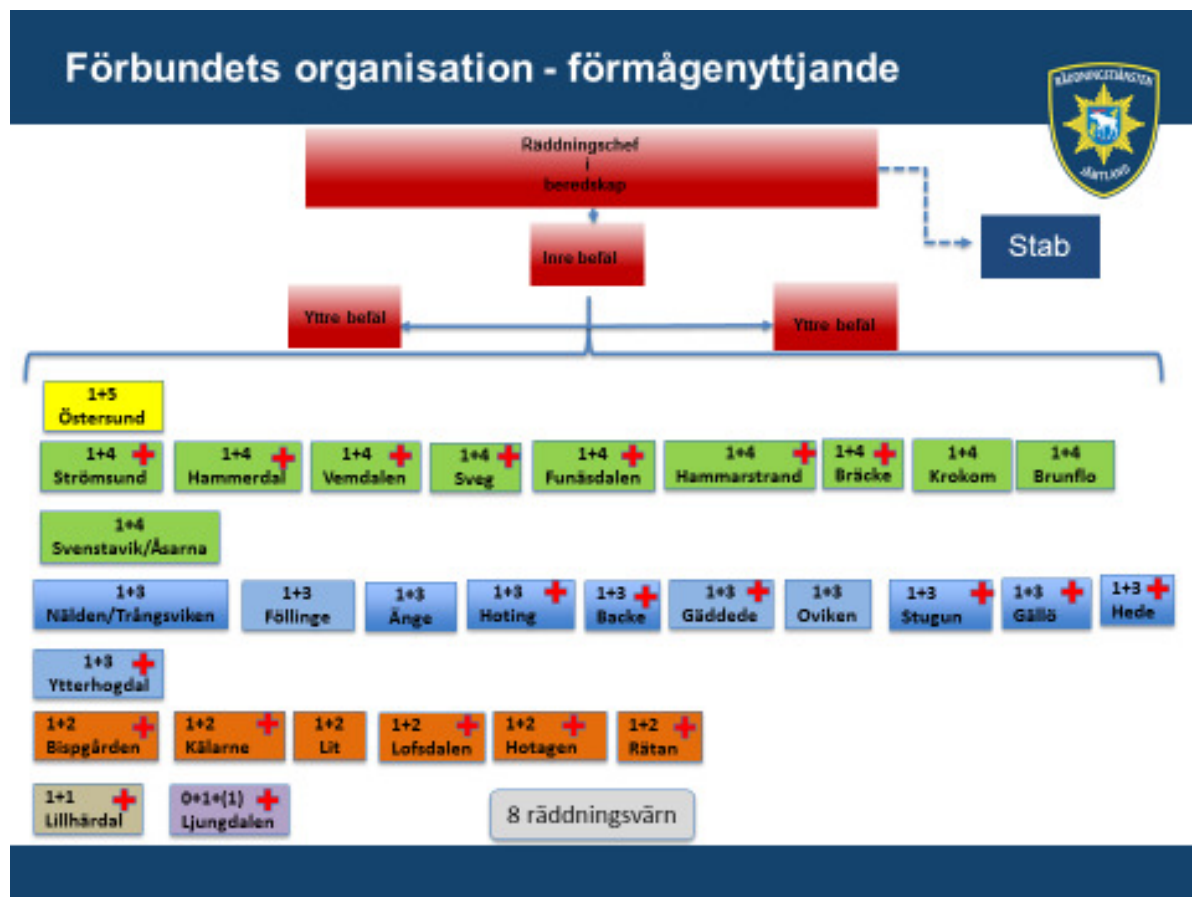 Förbundets organisation - förmågenyttjande
RÄDDNINGSTJÄNSTEN
JÄMTLAND
Räddningschef
i
beredskap
Stab
Inre befäl
Yttre befäl
Yttre befäl
1+5
Östersund
1+4
Strömsund
1+4
Hammerdal
1+4
Vemdalen
1+4
Sveg
1+4
Funäsdalen
1+4
Hammarstrand
1+4
Bräcke
1+4
Krokom
1+4
Brunflo
1+4
Svenstavik/Åsarna
1+3
Nälden/Trångsviken
1+3
Föllinge
1+3
Änge
1+3
Hoting
1+3
Backe
1+3
Gäddede
1+3
Oviken
1+3
Stugun
1+3
Gällö
1+3
Hede
1+3
Ytterhogdal
1+2
Bispgården
1+2
Kälarne
1+2
Lit
1+2
Lofsdalen
1+2
Hotagen
1+2
Rätan
1+1
Lillhärdal
0+1+(1)
Ljungdalen
8 räddningsvärn